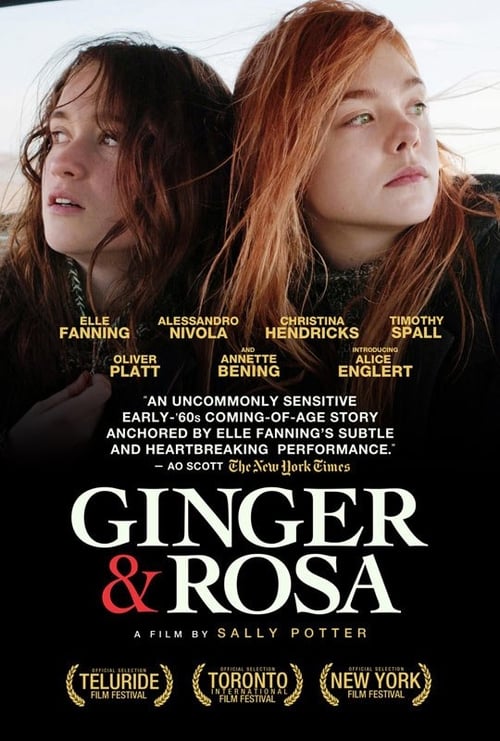 ELLE FANNING
ALESSANDRO NIVOLA
CHRISTINA HENDRICKS
TIMOTHY SPALL
OLIVER PLATT
AND ANNETTE BENING
INTRODUCING ALICE ENGLERT
"AN UNCOMMONLY SENSITIVE
EARLY-'60s COMING-OF-AGE STORY
ANCHORED BY ELLE FANNING'S SUBTLE
AND HEARTBREAKING PERFORMANCE."
— AO SCOTT The New York Times
GINGER
& ROSA
A FILM BY SALLY POTTER
OFFICIAL SELECTION
TELURIDE
FILM FESTIVAL
OFFICIAL SELECTION
TORONTO
INTERNATIONAL
FILM FESTIVAL
OFFICIAL SELECTION
NEW YORK
FILM FESTIVAL